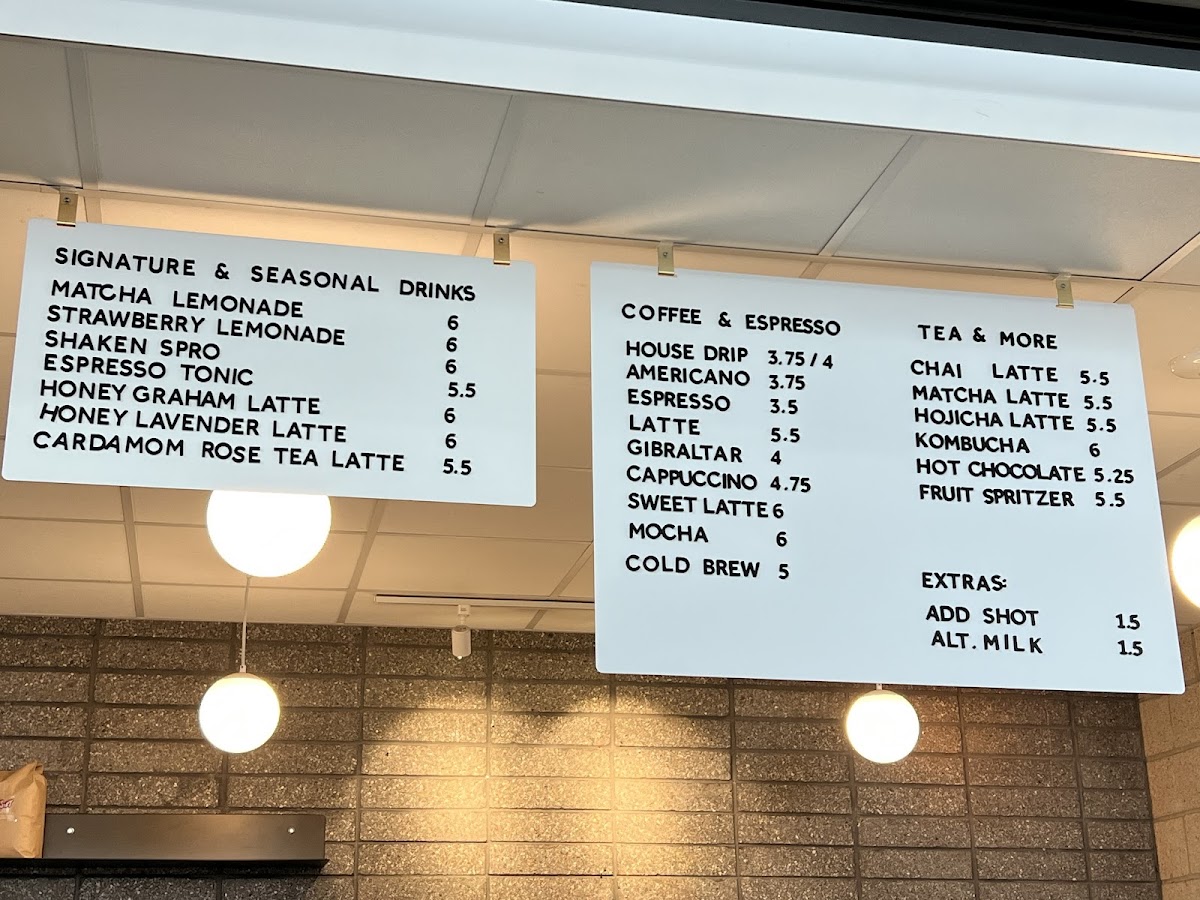 SIGNATURE & SEASONAL DRINKS
MATCHA LEMONADE 6
STRAWBERRY LEMONADE 6
SHAKEN SPRO 6
ESPRESSO TONIC 5.5
HONEY GRAHAM LATTE 6
HONEY LAVENDER LATTE 6
CARDAMOM ROSE TEA LATTE 5.5
COFFEE & ESPRESSO
HOUSE DRIP 3.75 / 4
AMERICANO 3.75
ESPRESSO 3.5
LATTE 5.5
GIBRALTAR 4
CAPPUCCINO 4.75
SWEET LATTE 6
MOCHA 6
COLD BREW 5
TEA & MORE
CHAI LATTE 5.5
MATCHA LATTE 5.5
HOJICHA LATTE 5.5
KOMBUCHA 6
HOT CHOCOLATE 5.25
FRUIT SPRITZER 5.5
EXTRAS:
ADD SHOT 1.5
ALT. MILK 1.5